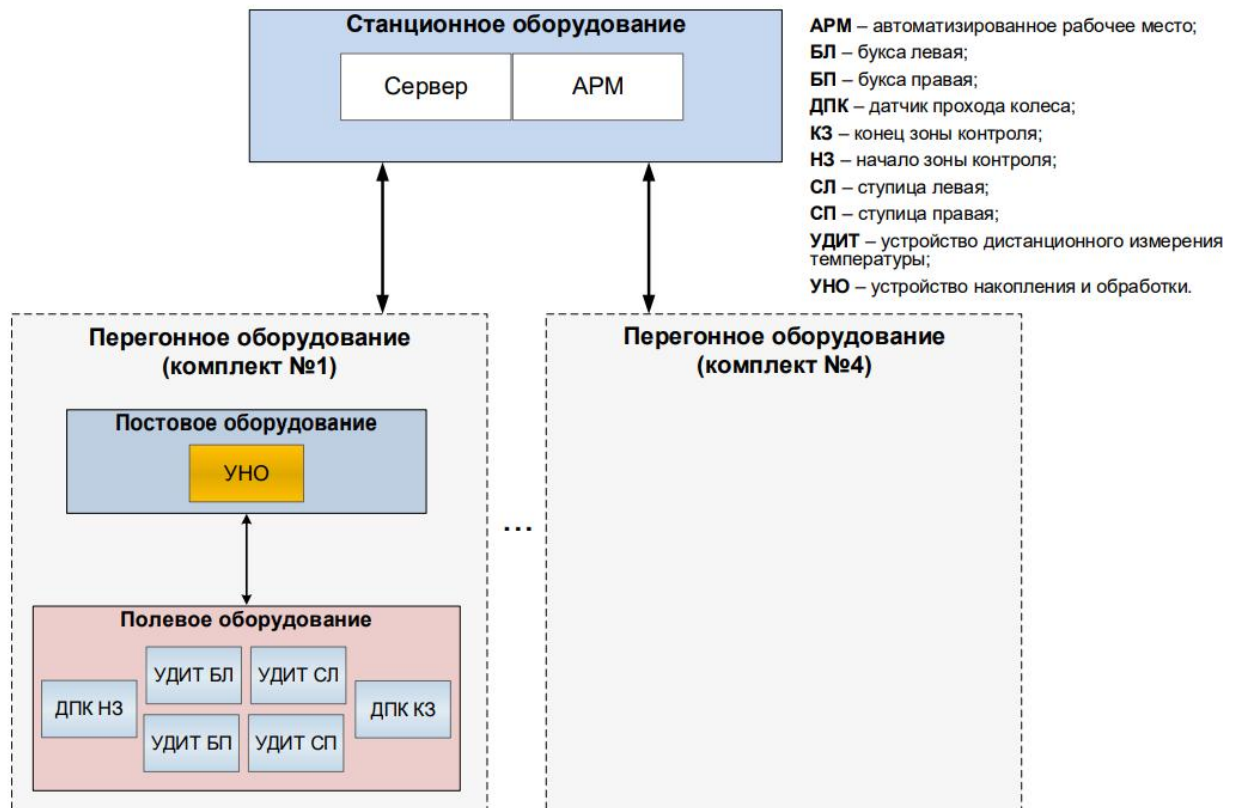 Станционное оборудование
Сервер
АРМ
АРМ – автоматизированное рабочее место;
БЛ – букса левая;
БП – букса правая;
ДПК – датчик прохода колеса;
КЗ – конец зоны контроля;
НЗ – начало зоны контроля;
СЛ – ступица левая;
СП – ступица правая;
УДИТ – устройство дистанционного измерения
температуры;
УНО – устройство накопления и обработки.
Перегонное оборудование
(комплект №1)
Постовое оборудование
УНО
Полевое оборудование
ДПК НЗ
УДИТ БЛ
УДИТ СЛ
УДИТ БП
УДИТ СП
ДПК КЗ
...
Перегонное оборудование
(комплект №4)